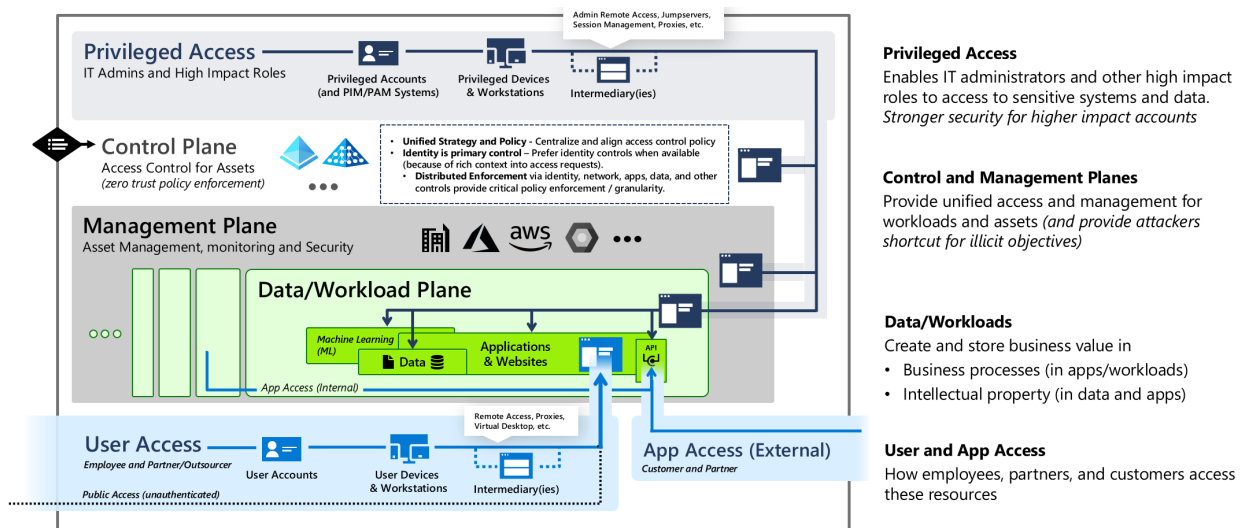 Admin Remote Access, Jumpservers,
Session Management, Proxies, etc.
Privileged Access
IT Admins and High Impact Roles
Privileged Accounts
(and PIM/PAM Systems)
Privileged Devices
& Workstations
Intermediary(ies)
Control Plane
Access Control for Assets
(zero trust policy enforcement)
• Unified Strategy and Policy - Centralize and align access control policy
• Identity is primary control – Prefer identity controls when available
(because of rich context into access requests).
• Distributed Enforcement via identity, network, apps, data, and other
controls provide critical policy enforcement / granularity.
Management Plane
Asset Management, monitoring and Security
aws
Data/Workload Plane
Machine Learning
(ML)
Data
Applications
& Websites
API
App Access (Internal)
Remote Access, Proxies,
Virtual Desktop, etc.
User Access
Employee and Partner/Outsourcer
User Accounts
User Devices
& Workstations
Intermediary(ies)
Public Access (unauthenticated)
App Access (External)
Customer and Partner
Privileged Access
Enables IT administrators and other high impact
roles to access to sensitive systems and data.
Stronger security for higher impact accounts
Control and Management Planes
Provide unified access and management for
workloads and assets (and provide attackers
shortcut for illicit objectives)
Data/Workloads
Create and store business value in
• Business processes (in apps/workloads)
• Intellectual property (in data and apps)
User and App Access
How employees, partners, and customers access
these resources